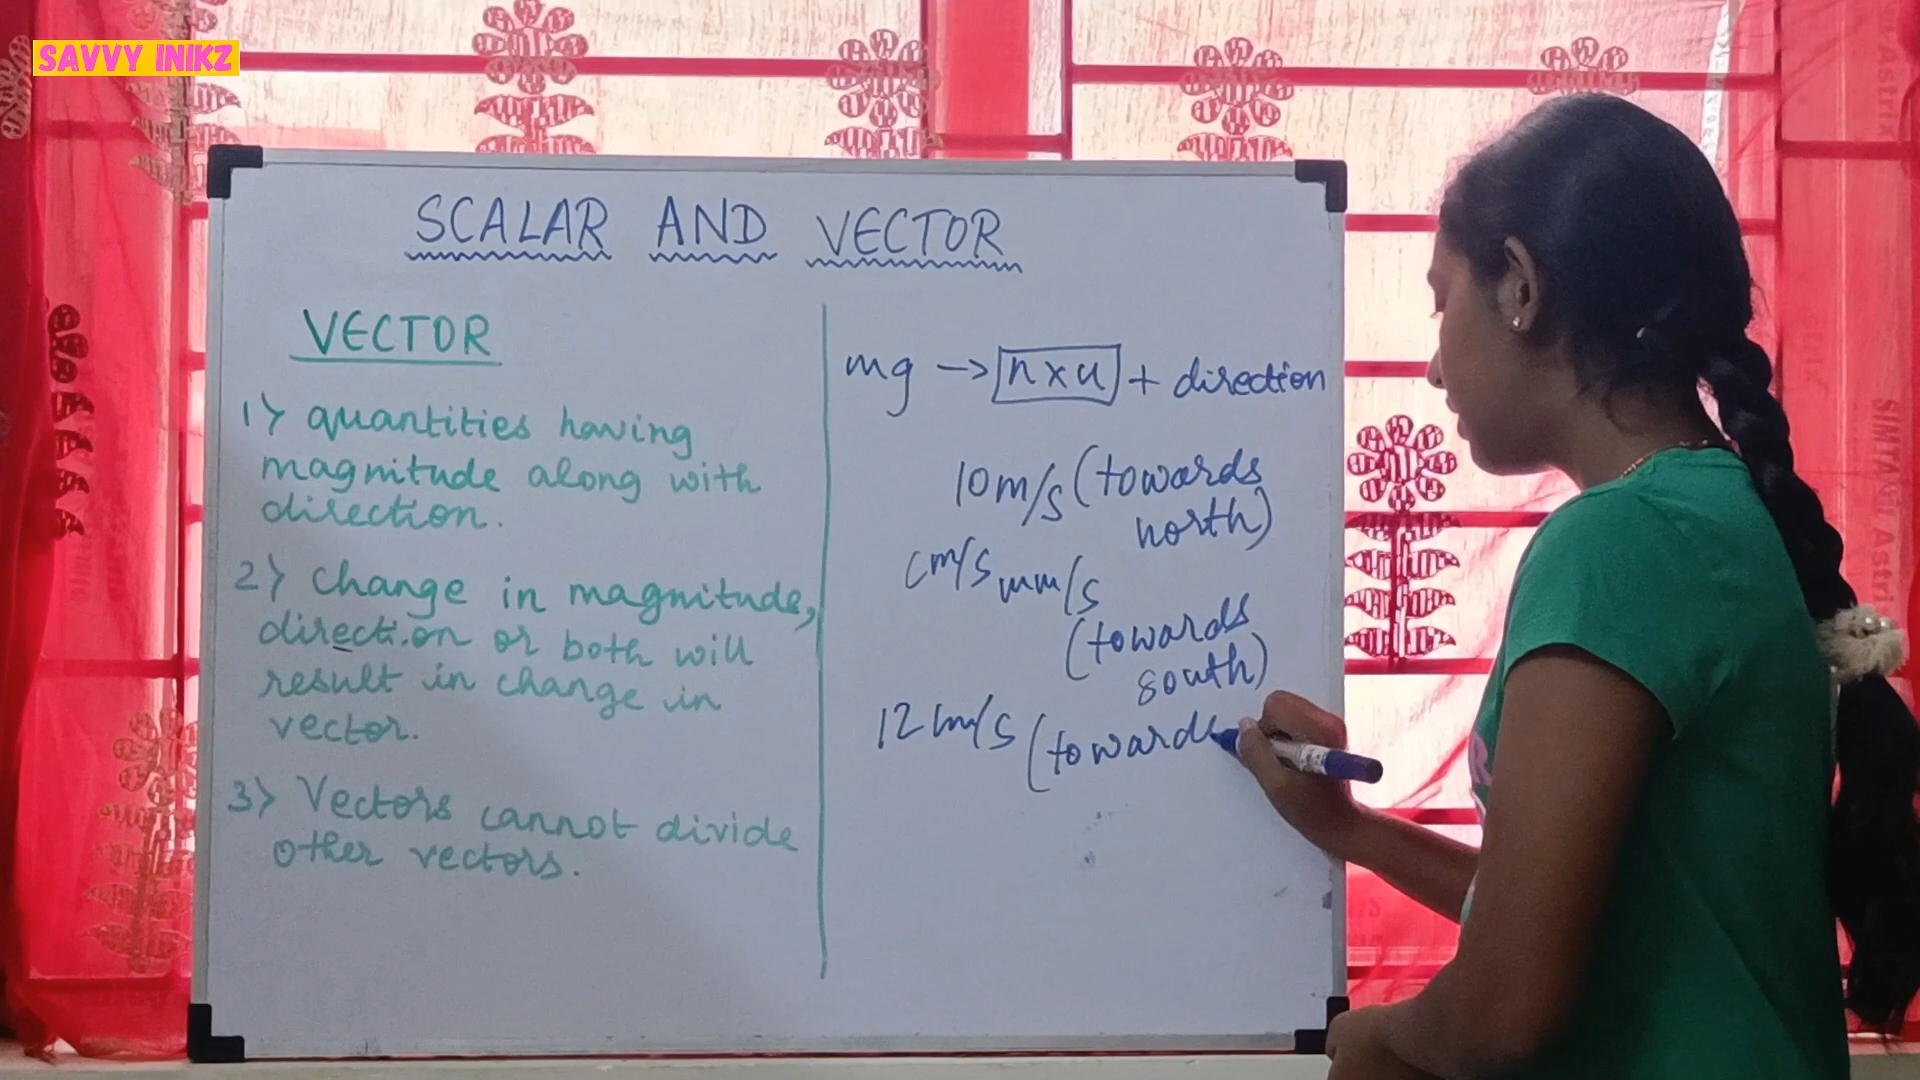 SAVVY INIKZ
SCALAR AND VECTOR
VECTOR
1) quantities having
magnitude along with
direction.
2) Change in magnitude,
direction or both will
result in change in
vector.
3) Vectors cannot divide
other vectors.
mg → n x u + direction
10m/s (towards
north)
cm/s mm/s
(towards
south)
12m/s (towards